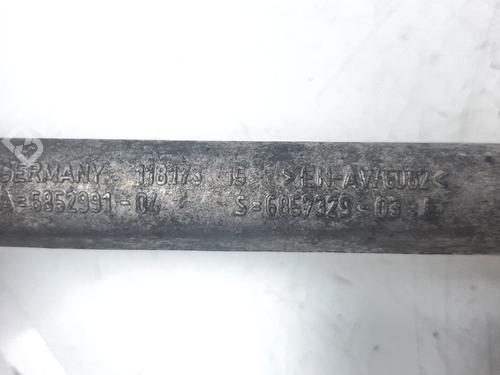 GERMANY 118173 15 >EN-AW6082<
A=6852991-04 S=6857329-03